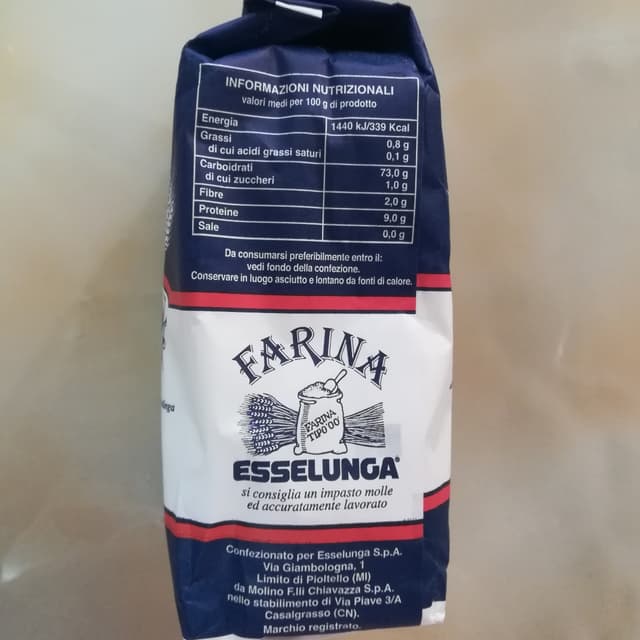 INFORMAZIONI NUTRIZIONALI
valori medi per 100 g di prodotto
Energia 1440 kJ/339 Kcal
Grassi 0,8 g
di cui acidi grassi saturi 0,1 g
Carboidrati 73,0 g
di cui zuccheri 1,0 g
Fibre 2,0 g
Proteine 9,0 g
Sale 0,0 g
Da consumarsi preferibilmente entro il:
vedi fondo della confezione.
Conservare in luogo asciutto e lontano da fonti di calore.
FARINA
FARINA
TIPO "00"
ESSELUNGA®
si consiglia un impasto molle
ed accuratamente lavorato
Confezionato per Esselunga S.p.A.
Via Giambologna, 1
Limito di Pioltello (MI)
da Molino F.lli Chiavazza S.p.A.
nello stabilimento di Via Piave 3/A
Casalgrasso (CN).
Marchio registrato.